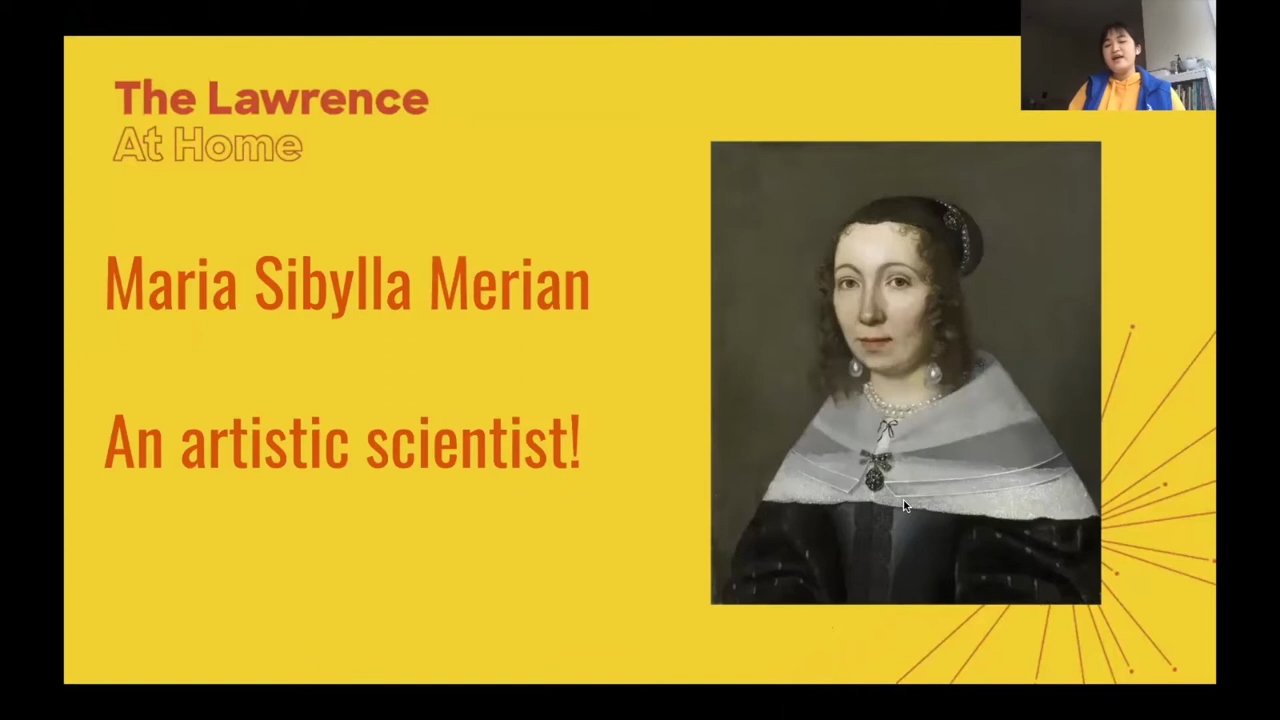 The Lawrence
At Home
Maria Sibylla Merian
An artistic scientist!